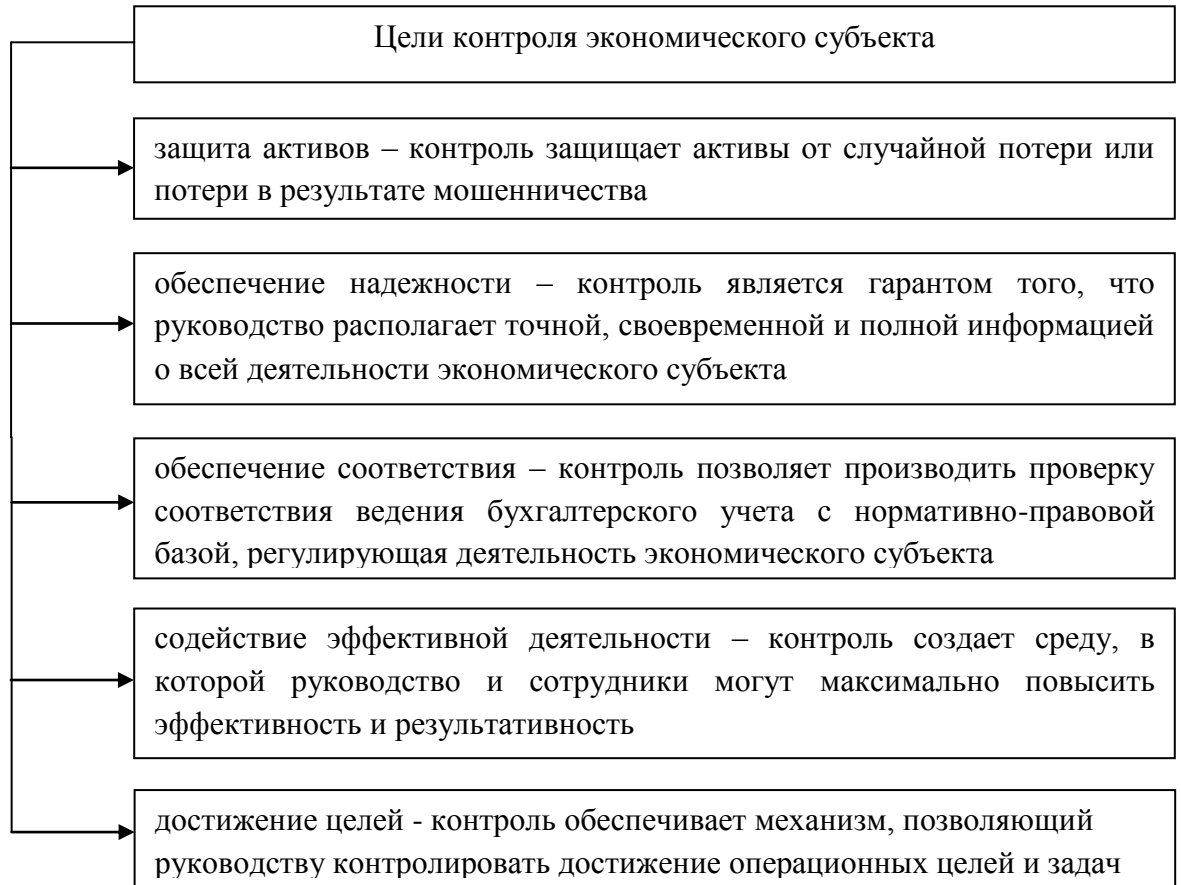 Цели контроля экономического субъекта
защита активов – контроль защищает активы от случайной потери или
потери в результате мошенничества
обеспечение надежности – контроль является гарантом того, что
руководство располагает точной, своевременной и полной информацией
о всей деятельности экономического субъекта
обеспечение соответствия – контроль позволяет производить проверку
соответствия ведения бухгалтерского учета с нормативно-правовой
базой, регулирующая деятельность экономического субъекта
содействие эффективной деятельности – контроль создает среду, в
которой руководство и сотрудники могут максимально повысить
эффективность и результативность
достижение целей - контроль обеспечивает механизм, позволяющий
руководству контролировать достижение операционных целей и задач